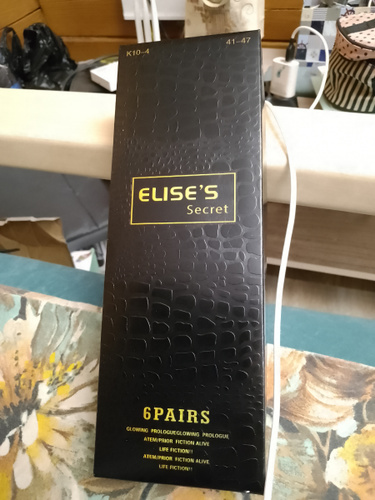 K10-4 41-47
ELISE'S
Secret
6PAIRS
GLOWING PROLOGUEGLOWING PROLOGUE
ATEM/PRIOR FICTION ALIVE
LIFE FICTION!!
ATEM/PRIOR FICTION ALIVE
LIFE FICTION!!